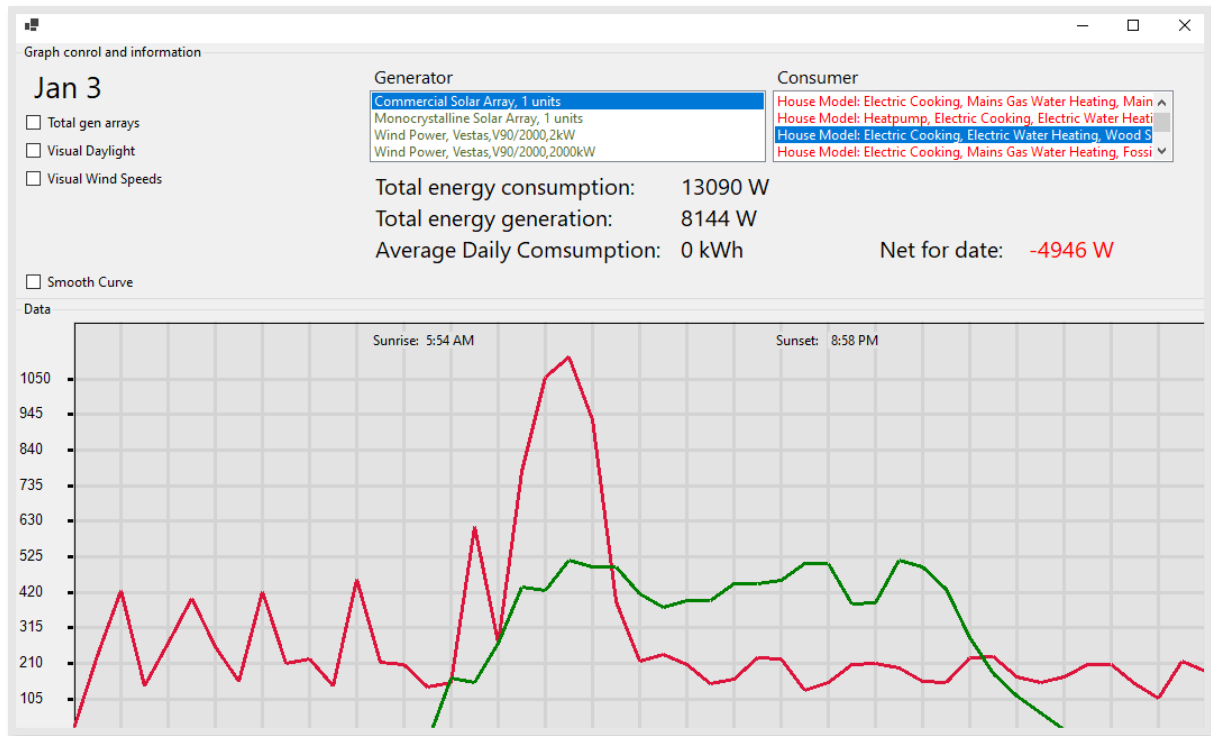 Graph conrol and information
Jan 3
Total gen arrays
Visual Daylight
Visual Wind Speeds
Smooth Curve
Generator
Commercial Solar Array, 1 units
Monocrystalline Solar Array, 1 units
Wind Power, Vestas,V90/2000,2kW
Wind Power, Vestas,V90/2000,2000kW
Consumer
House Model: Electric Cooking, Mains Gas Water Heating, Main
House Model: Heatpump, Electric Cooking, Electric Water Heati
House Model: Electric Cooking, Electric Water Heating, Wood S
House Model: Electric Cooking, Mains Gas Water Heating, Fossi
Total energy consumption: 13090 W
Total energy generation: 8144 W
Average Daily Comsumption: 0 kWh
Net for date: -4946 W
Data
Sunrise: 5:54 AM
Sunset: 8:58 PM
1050
945
840
735
630
525
420
315
210
105